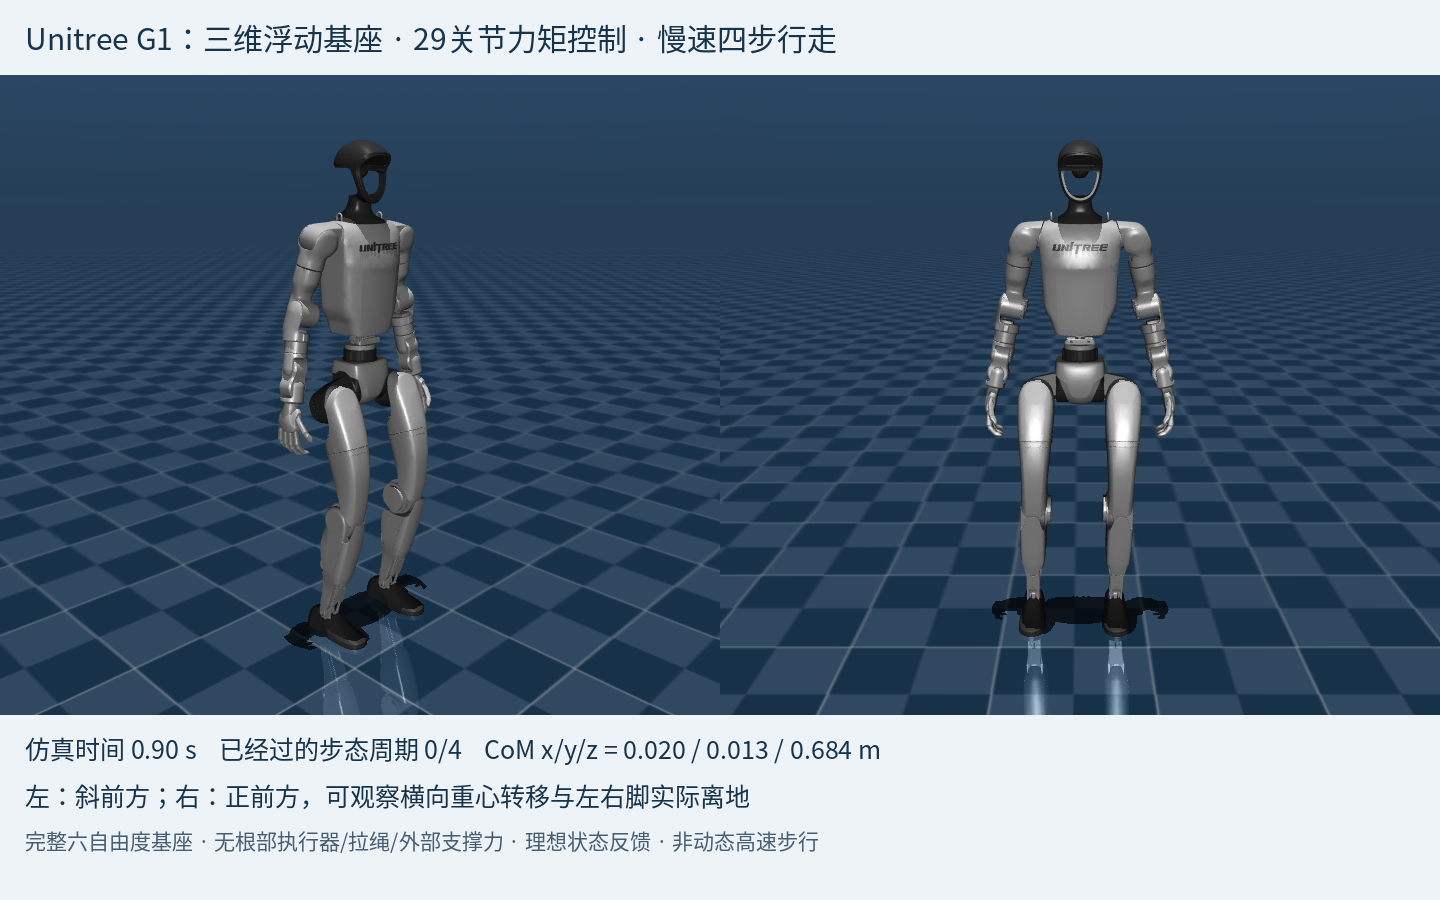 Unitree G1：三维浮动基座 · 29关节力矩控制 · 慢速四步行走
UNITREE
UNITREE
仿真时间 0.90 s 已经过的步态周期 0/4 CoM x/y/z = 0.020 / 0.013 / 0.684 m
左：斜前方；右：正前方，可观察横向重心转移与左右脚实际离地
完整六自由度基座 · 无根部执行器/拉绳/外部支撑力 · 理想状态反馈 · 非动态高速步行